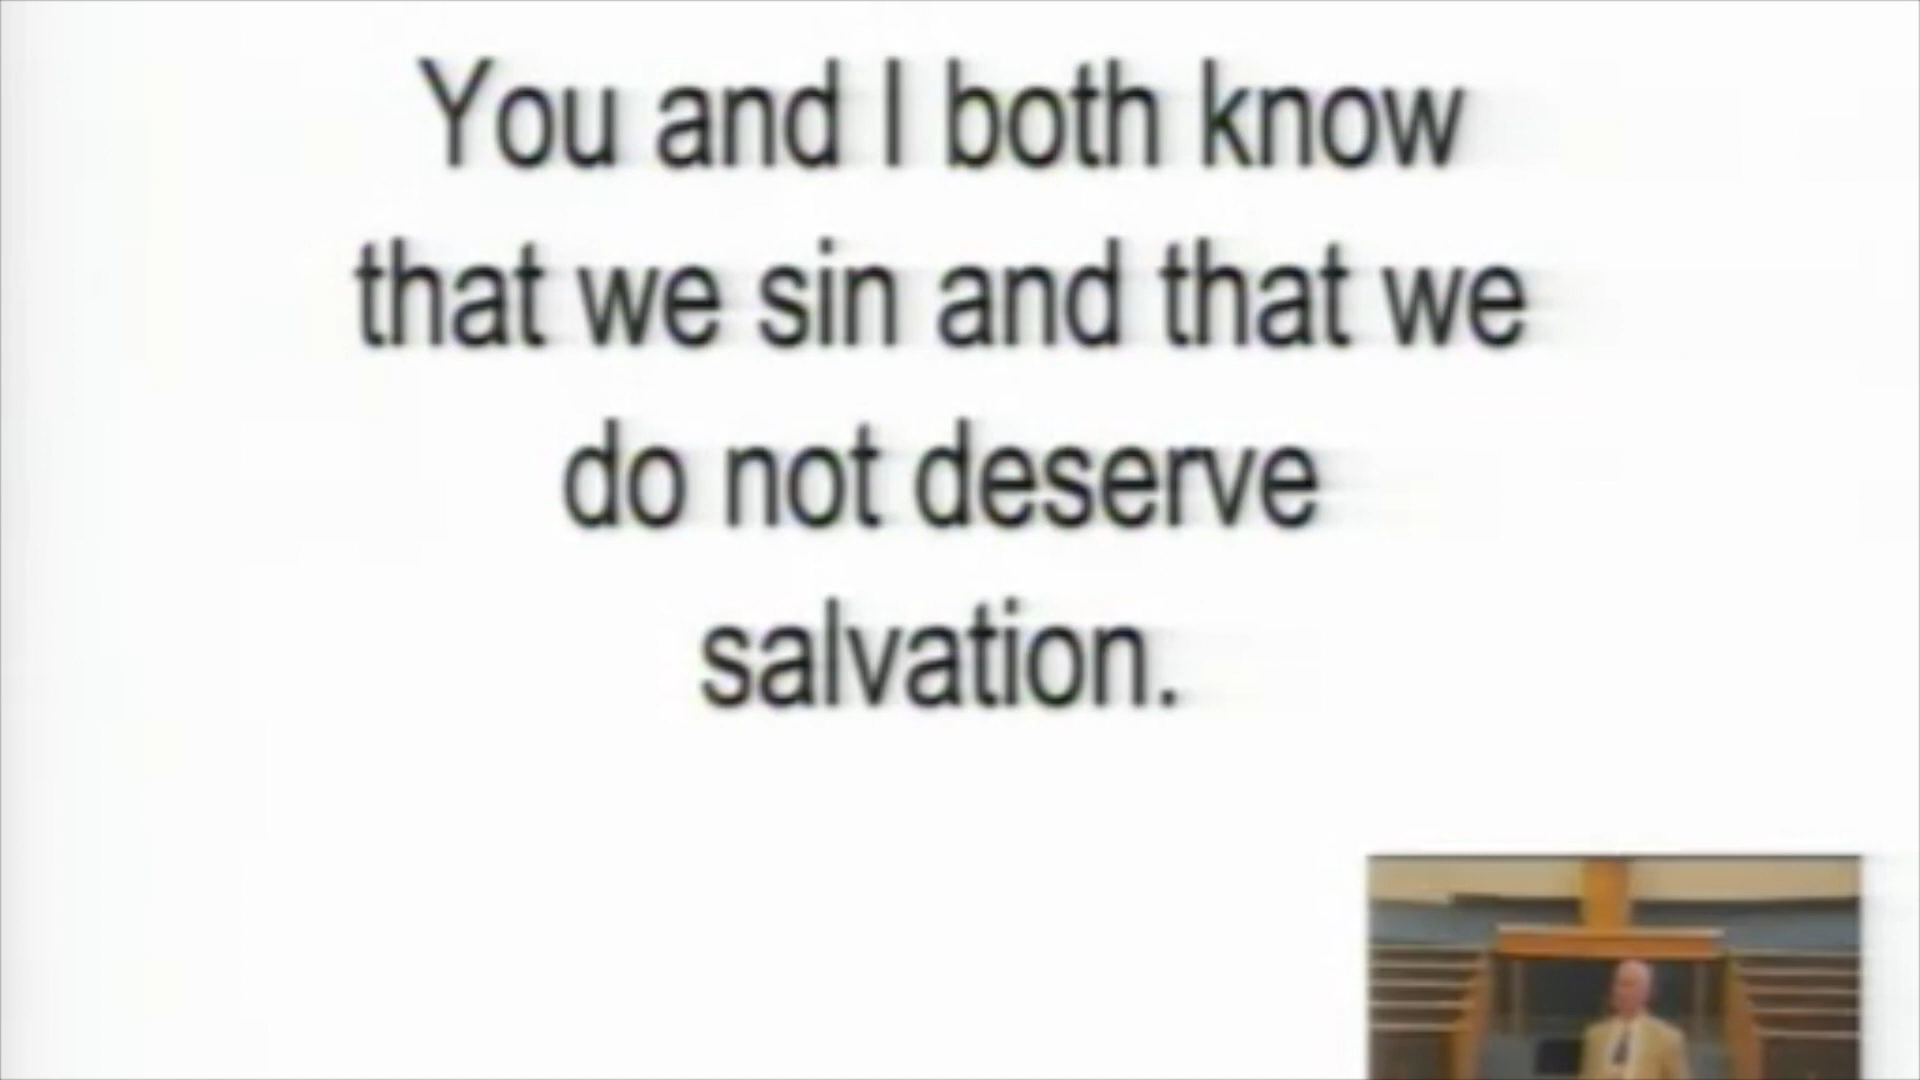 You and I both know
that we sin and that we
do not deserve
salvation.